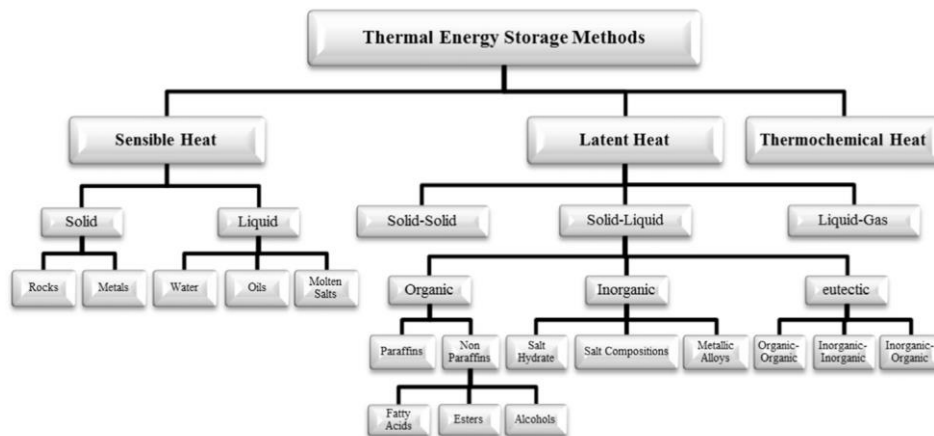 Thermal Energy Storage Methods
Sensible Heat
Latent Heat
Thermochemical Heat
Solid
Liquid
Solid-Solid
Solid-Liquid
Liquid-Gas
Rocks
Metals
Water
Oils
Molten
Salts
Organic
Inorganic
eutectic
Paraffins
Non
Paraffins
Salt
Hydrate
Salt Compositions
Metallic
Alloys
Organic-
Organic
Inorganic-
Inorganic
Inorganic-
Organic
Fatty
Acids
Esters
Alcohols